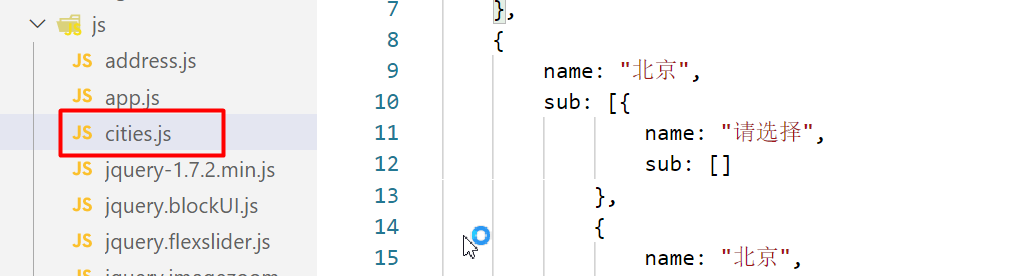 js
JS address.js
JS app.js
JS cities.js
JS jquery-1.7.2.min.js
JS jquery.blockUI.js
JS jquery.flexslider.js
7 },
8 {
9 name: "北京",
10 sub: [{
11 name: "请选择",
12 sub: []
13 },
14 {
15 name: "北京",